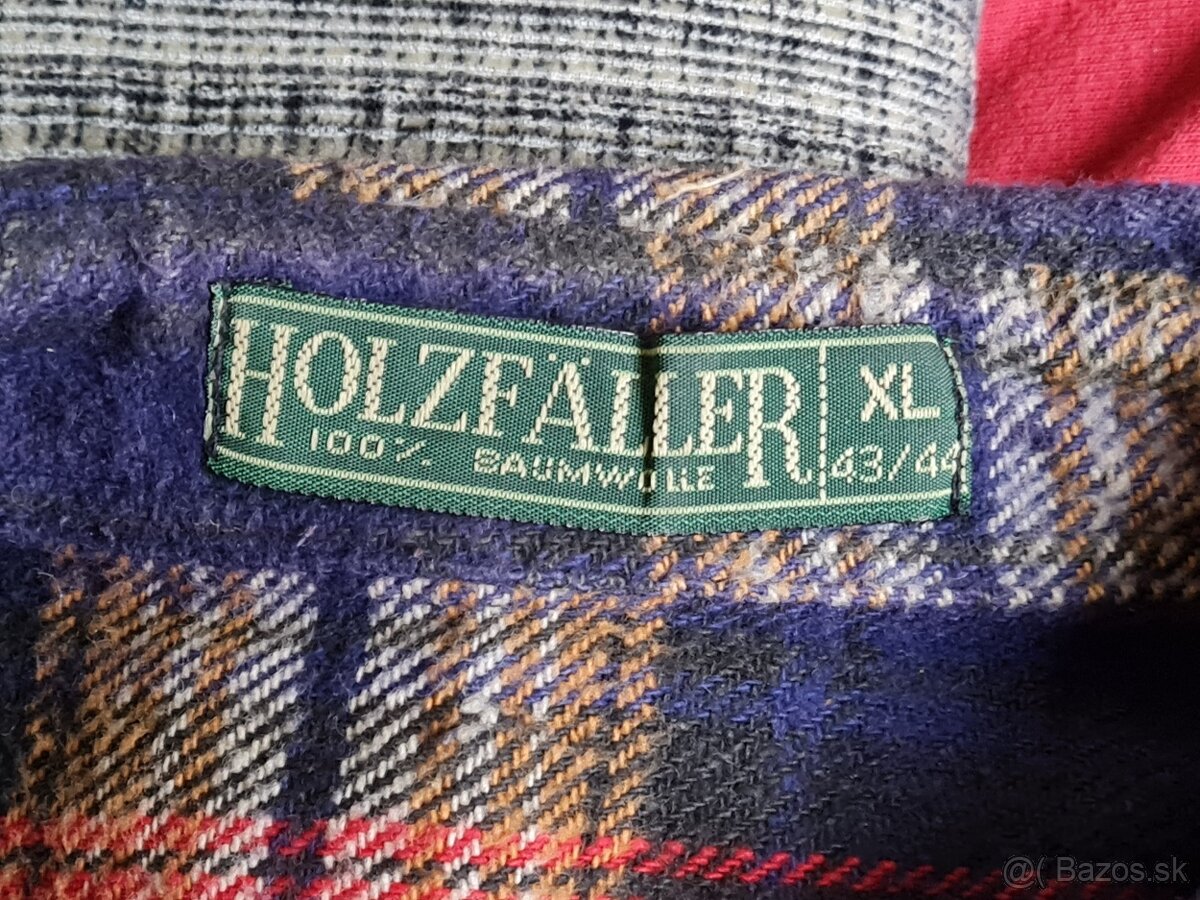 HOLZFÄLLER
100% BAUMWOLLE
XL
43/44
@( Bazos.sk